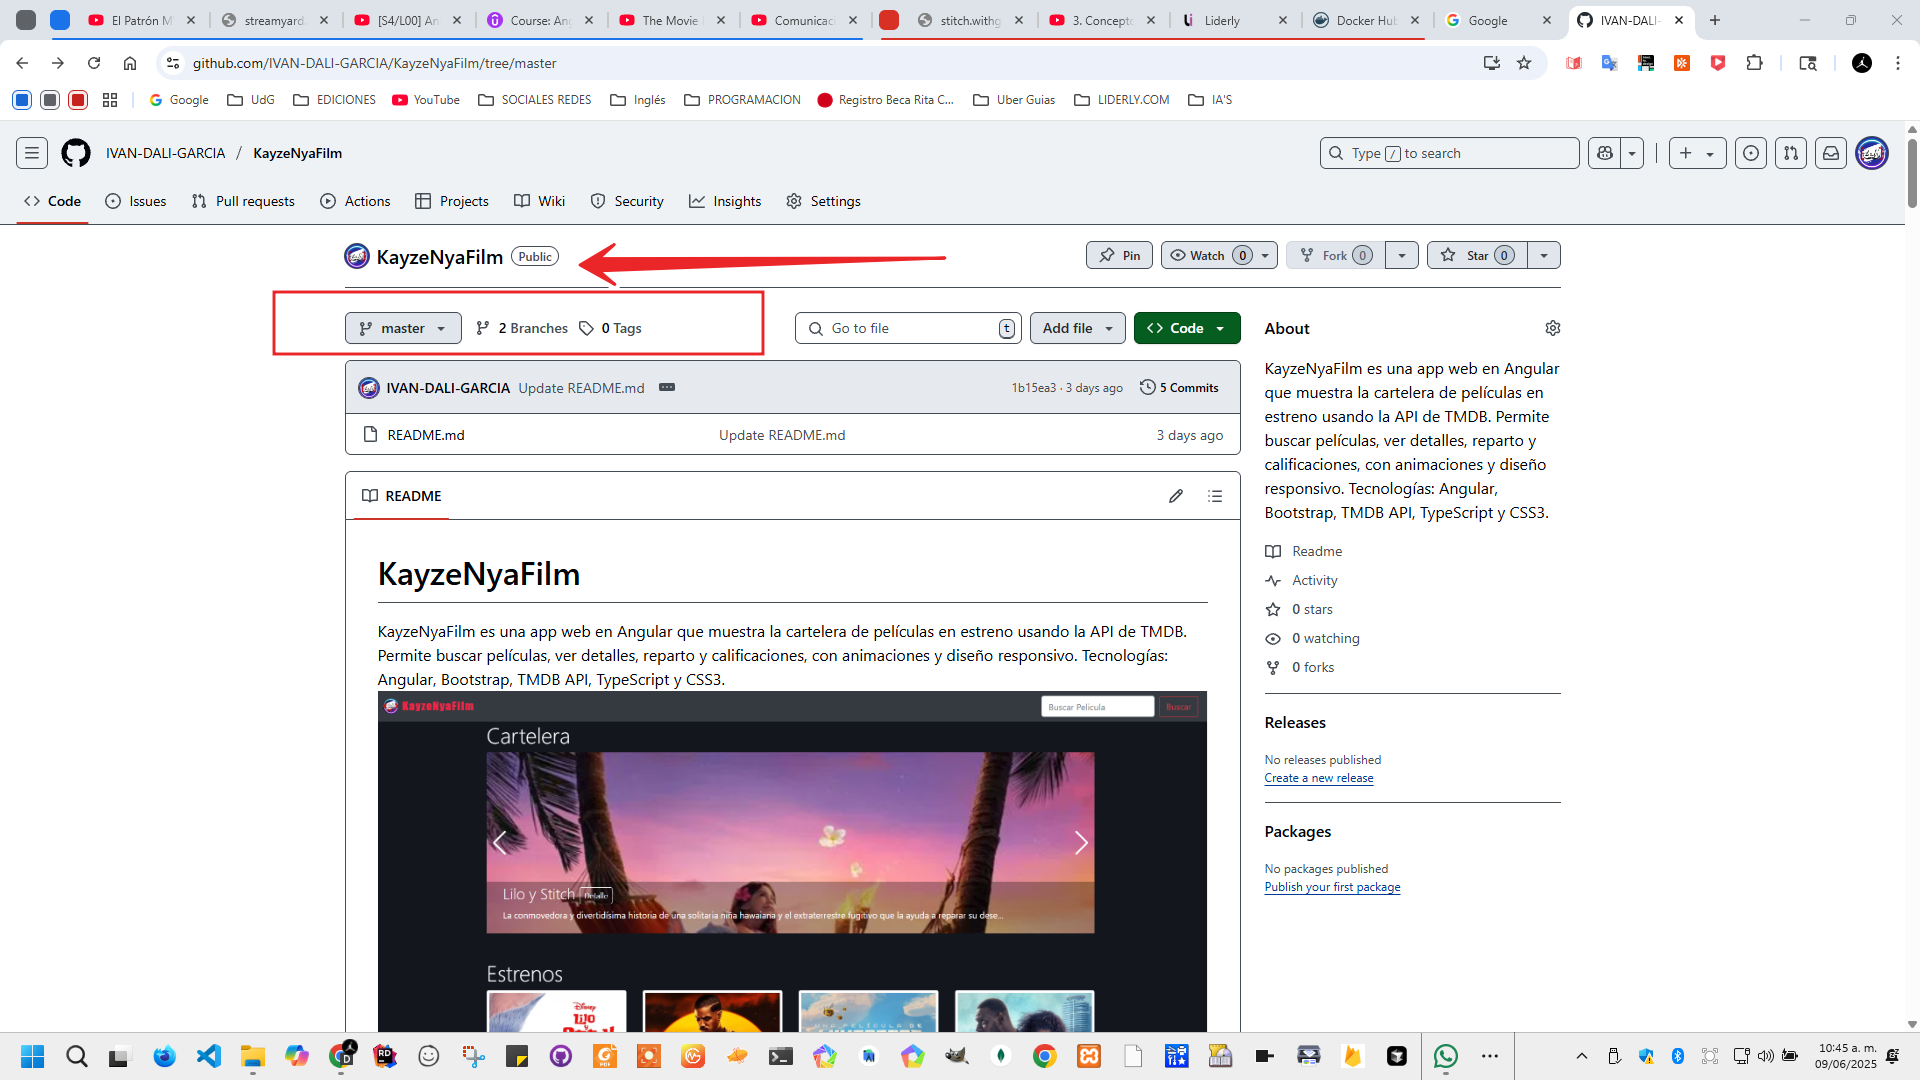 El Patrón M
streamyard.
[S4/L00] An
Course: Ang
The Movie
Comunicac
stitch.withg
3. Concepto
Liderly
Docker Hub
Google
IVAN-DALI-
github.com/IVAN-DALI-GARCIA/KayzeNyaFilm/tree/master
Google
UdG
EDICIONES
YouTube
SOCIALES REDES
Inglés
PROGRAMACION
Registro Beca Rita C...
Uber Guias
LIDERLY.COM
IA'S
IVAN-DALI-GARCIA / KayzeNyaFilm
Type / to search
Code
Issues
Pull requests
Actions
Projects
Wiki
Security
Insights
Settings
KayzeNyaFilm Public
Pin
Watch 0
Fork 0
Star 0
master
2 Branches
0 Tags
Go to file t
Add file
Code
IVAN-DALI-GARCIA Update README.md
1b15ea3 · 3 days ago
5 Commits
README.md
Update README.md
3 days ago
README
KayzeNyaFilm
KayzeNyaFilm es una app web en Angular que muestra la cartelera de películas en estreno usando la API de TMDB.
Permite buscar películas, ver detalles, reparto y calificaciones, con animaciones y diseño responsivo. Tecnologías:
Angular, Bootstrap, TMDB API, TypeScript y CSS3.
KayzeNyaFilm
Buscar Pelicula
Buscar
Cartelera
Lilo y Stitch Detalle
La conmovedora y divertidísima historia de una solitaria niña hawaiana y el extraterrestre fugitivo que la ayuda a reparar su dese...
Estrenos
Disney
LILO
UNA PELÍCULA DE
About
KayzeNyaFilm es una app web en Angular
que muestra la cartelera de películas en
estreno usando la API de TMDB. Permite
buscar películas, ver detalles, reparto y
calificaciones, con animaciones y diseño
responsivo. Tecnologías: Angular,
Bootstrap, TMDB API, TypeScript y CSS3.
Readme
Activity
0 stars
0 watching
0 forks
Releases
No releases published
Create a new release
Packages
No packages published
Publish your first package
10:45 a. m.
09/06/2025